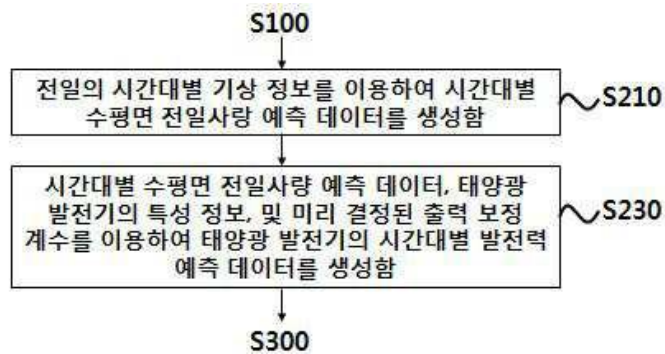 S100
전일의 시간대별 기상 정보를 이용하여 시간대별
수평면 전일사량 예측 데이터를 생성함
S210
시간대별 수평면 전일사량 예측 데이터, 태양광
발전기의 특성 정보, 및 미리 결정된 출력 보정
계수를 이용하여 태양광 발전기의 시간대별 발전력
예측 데이터를 생성함
S230
S300